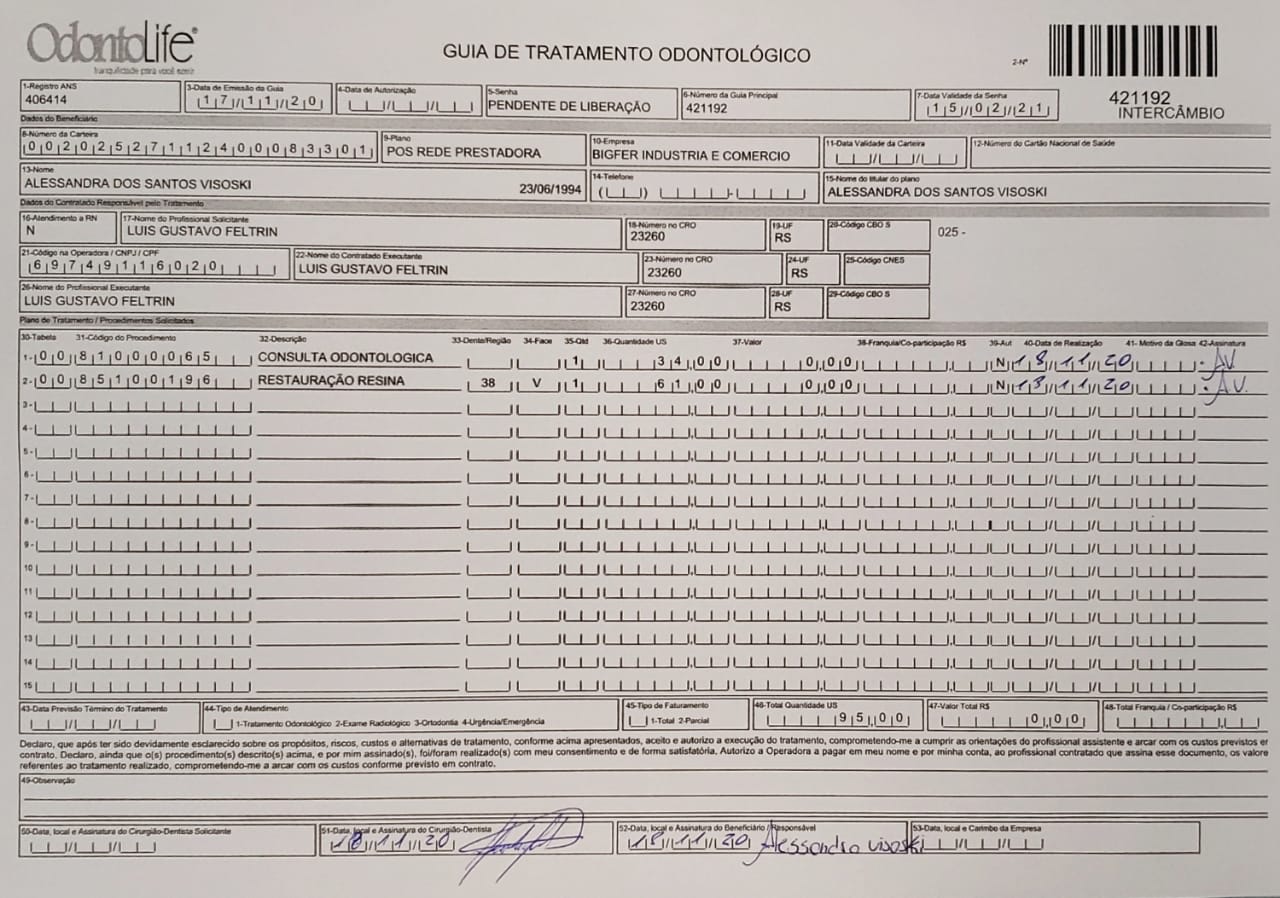 OdontoLife
tranquilidade para você sorrir
GUIA DE TRATAMENTO ODONTOLÓGICO
2-Nº
421192
INTERCÂMBIO
1-Registro ANS
406414
3-Data de Emissão da Guia
17/11/20
4-Data de Autorização
5-Senha
PENDENTE DE LIBERAÇÃO
6-Número da Guia Principal
421192
7-Data Validade da Senha
15/02/21
Dados do Beneficiário
8-Número da Carteira
00202527112400083301
9-Plano
POS REDE PRESTADORA
10-Empresa
BIGFER INDUSTRIA E COMERCIO
11-Data Validade da Carteira
12-Número do Cartão Nacional de Saúde
13-Nome
ALESSANDRA DOS SANTOS VISOSKI 23/06/1994
14-Telefone
15-Nome do titular do plano
ALESSANDRA DOS SANTOS VISOSKI
Dados do Contratado Responsável pelo Tratamento
16-Atendimento a RN
N
17-Nome do Profissional Solicitante
LUIS GUSTAVO FELTRIN
18-Número no CRO
23260
19-UF
RS
20-Código CBO S
025 -
21-Código na Operadora / CNPJ / CPF
69749116020
22-Nome do Contratado Executante
LUIS GUSTAVO FELTRIN
23-Número no CRO
23260
24-UF
RS
25-Código CNES
26-Nome do Profissional Executante
LUIS GUSTAVO FELTRIN
27-Número no CRO
23260
28-UF
RS
29-Código CBO S
Plano de Tratamento / Procedimentos Solicitados
30-Tabela 31-Código do Procedimento 32-Descrição 33-Dente/Região 34-Face 35-Qtd 36-Quantidade US 37-Valor 38-Franquia/Co-participação R$ 39-Aut 40-Data de Realização 41- Motivo da Glosa 42-Assinatura
1- 00 81000065 CONSULTA ODONTOLOGICA 1 34,00 0,00 N 18/11/20 AV
2- 00 85100196 RESTAURAÇÃO RESINA 38 V 1 61,00 0,00 N 18/11/20 AV.
3-
4-
5-
6-
7-
8-
9-
10
11
12
13
14
15
43-Data Previsão Término do Tratamento
44-Tipo de Atendimento
1-Tratamento Odontológico 2-Exame Radiológico 3-Ortodontia 4-Urgência/Emergência
45-Tipo de Faturamento
1-Total 2-Parcial
46-Total Quantidade US
95,00
47-Valor Total R$
0,00
48-Total Franquia / Co-participação R$
Declaro, que após ter sido devidamente esclarecido sobre os propósitos, riscos, custos e alternativas de tratamento, conforme acima apresentados, aceito e autorizo a execução do tratamento, comprometendo-me a cumprir as orientações do profissional assistente e arcar com os custos previstos er
contrato. Declaro, ainda que o(s) procedimento(s) descrito(s) acima, e por mim assinado(s), foi/foram realizado(s) com meu consentimento e de forma satisfatória. Autorizo a Operadora a pagar em meu nome e por minha conta, ao profissional contratado que assina esse documento, os valore
referentes ao tratamento realizado, comprometendo-me a arcar com os custos conforme previsto em contrato.
49-Observação
50-Data, local e Assinatura do Cirurgião-Dentista Solicitante
51-Data, local e Assinatura do Cirurgião-Dentista
18/11/20
52-Data, local e Assinatura do Beneficiário / Responsável
18/11/20 Alessandra visoski
53-Data, local e Carimbo da Empresa